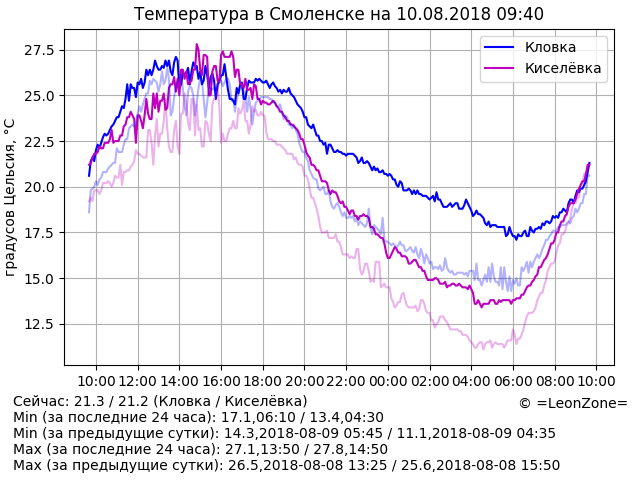 Температура в Смоленске на 10.08.2018 09:40
Кловка
Киселёвка
градусов Цельсия, °C
27.5
25.0
22.5
20.0
17.5
15.0
12.5
10:00 12:00 14:00 16:00 18:00 20:00 22:00 00:00 02:00 04:00 06:00 08:00 10:00
Сейчас: 21.3 / 21.2 (Кловка / Киселёвка)
© =LeonZone=
Min (за последние 24 часа): 17.1,06:10 / 13.4,04:30
Min (за предыдущие сутки): 14.3,2018-08-09 05:45 / 11.1,2018-08-09 04:35
Max (за последние 24 часа): 27.1,13:50 / 27.8,14:50
Max (за предыдущие сутки): 26.5,2018-08-08 13:25 / 25.6,2018-08-08 15:50